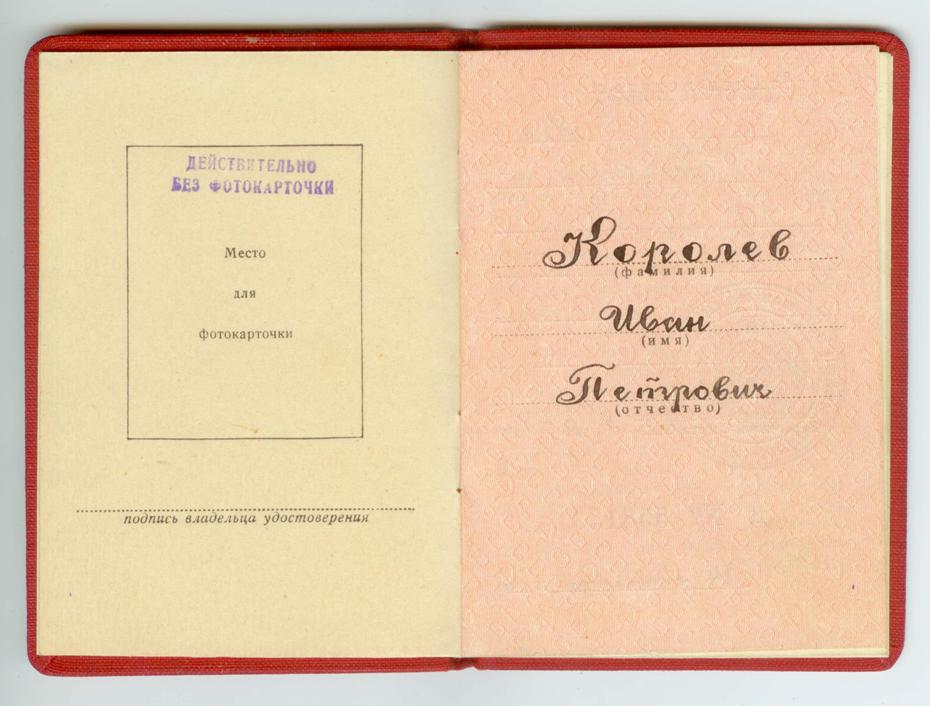 ДЕЙСТВИТЕЛЬНО
БЕЗ ФОТОКАРТОЧКИ
Место
для
фотокарточки
подпись владельца удостоверения
Королев
(фамилия)
Иван
(имя)
Петрович
(отчество)